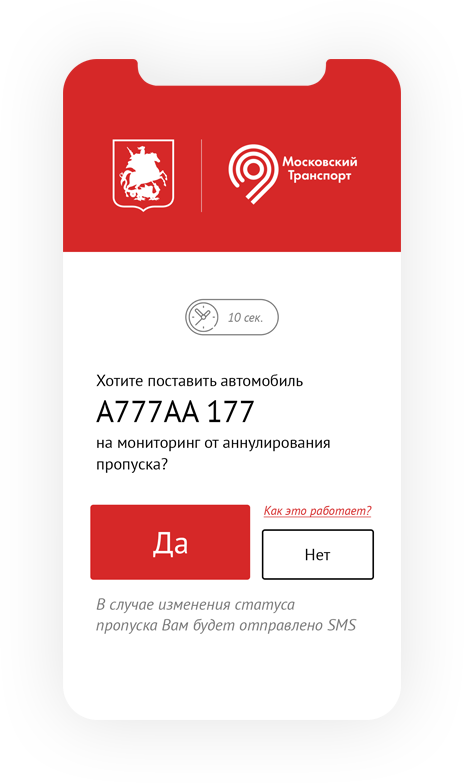 Московский
Транспорт
10 сек.
Хотите поставить автомобиль
А777АА 177
на мониторинг от аннулирования
пропуска?
Как это работает?
Да
Нет
В случае изменения статуса
пропуска Вам будет отправлено SMS